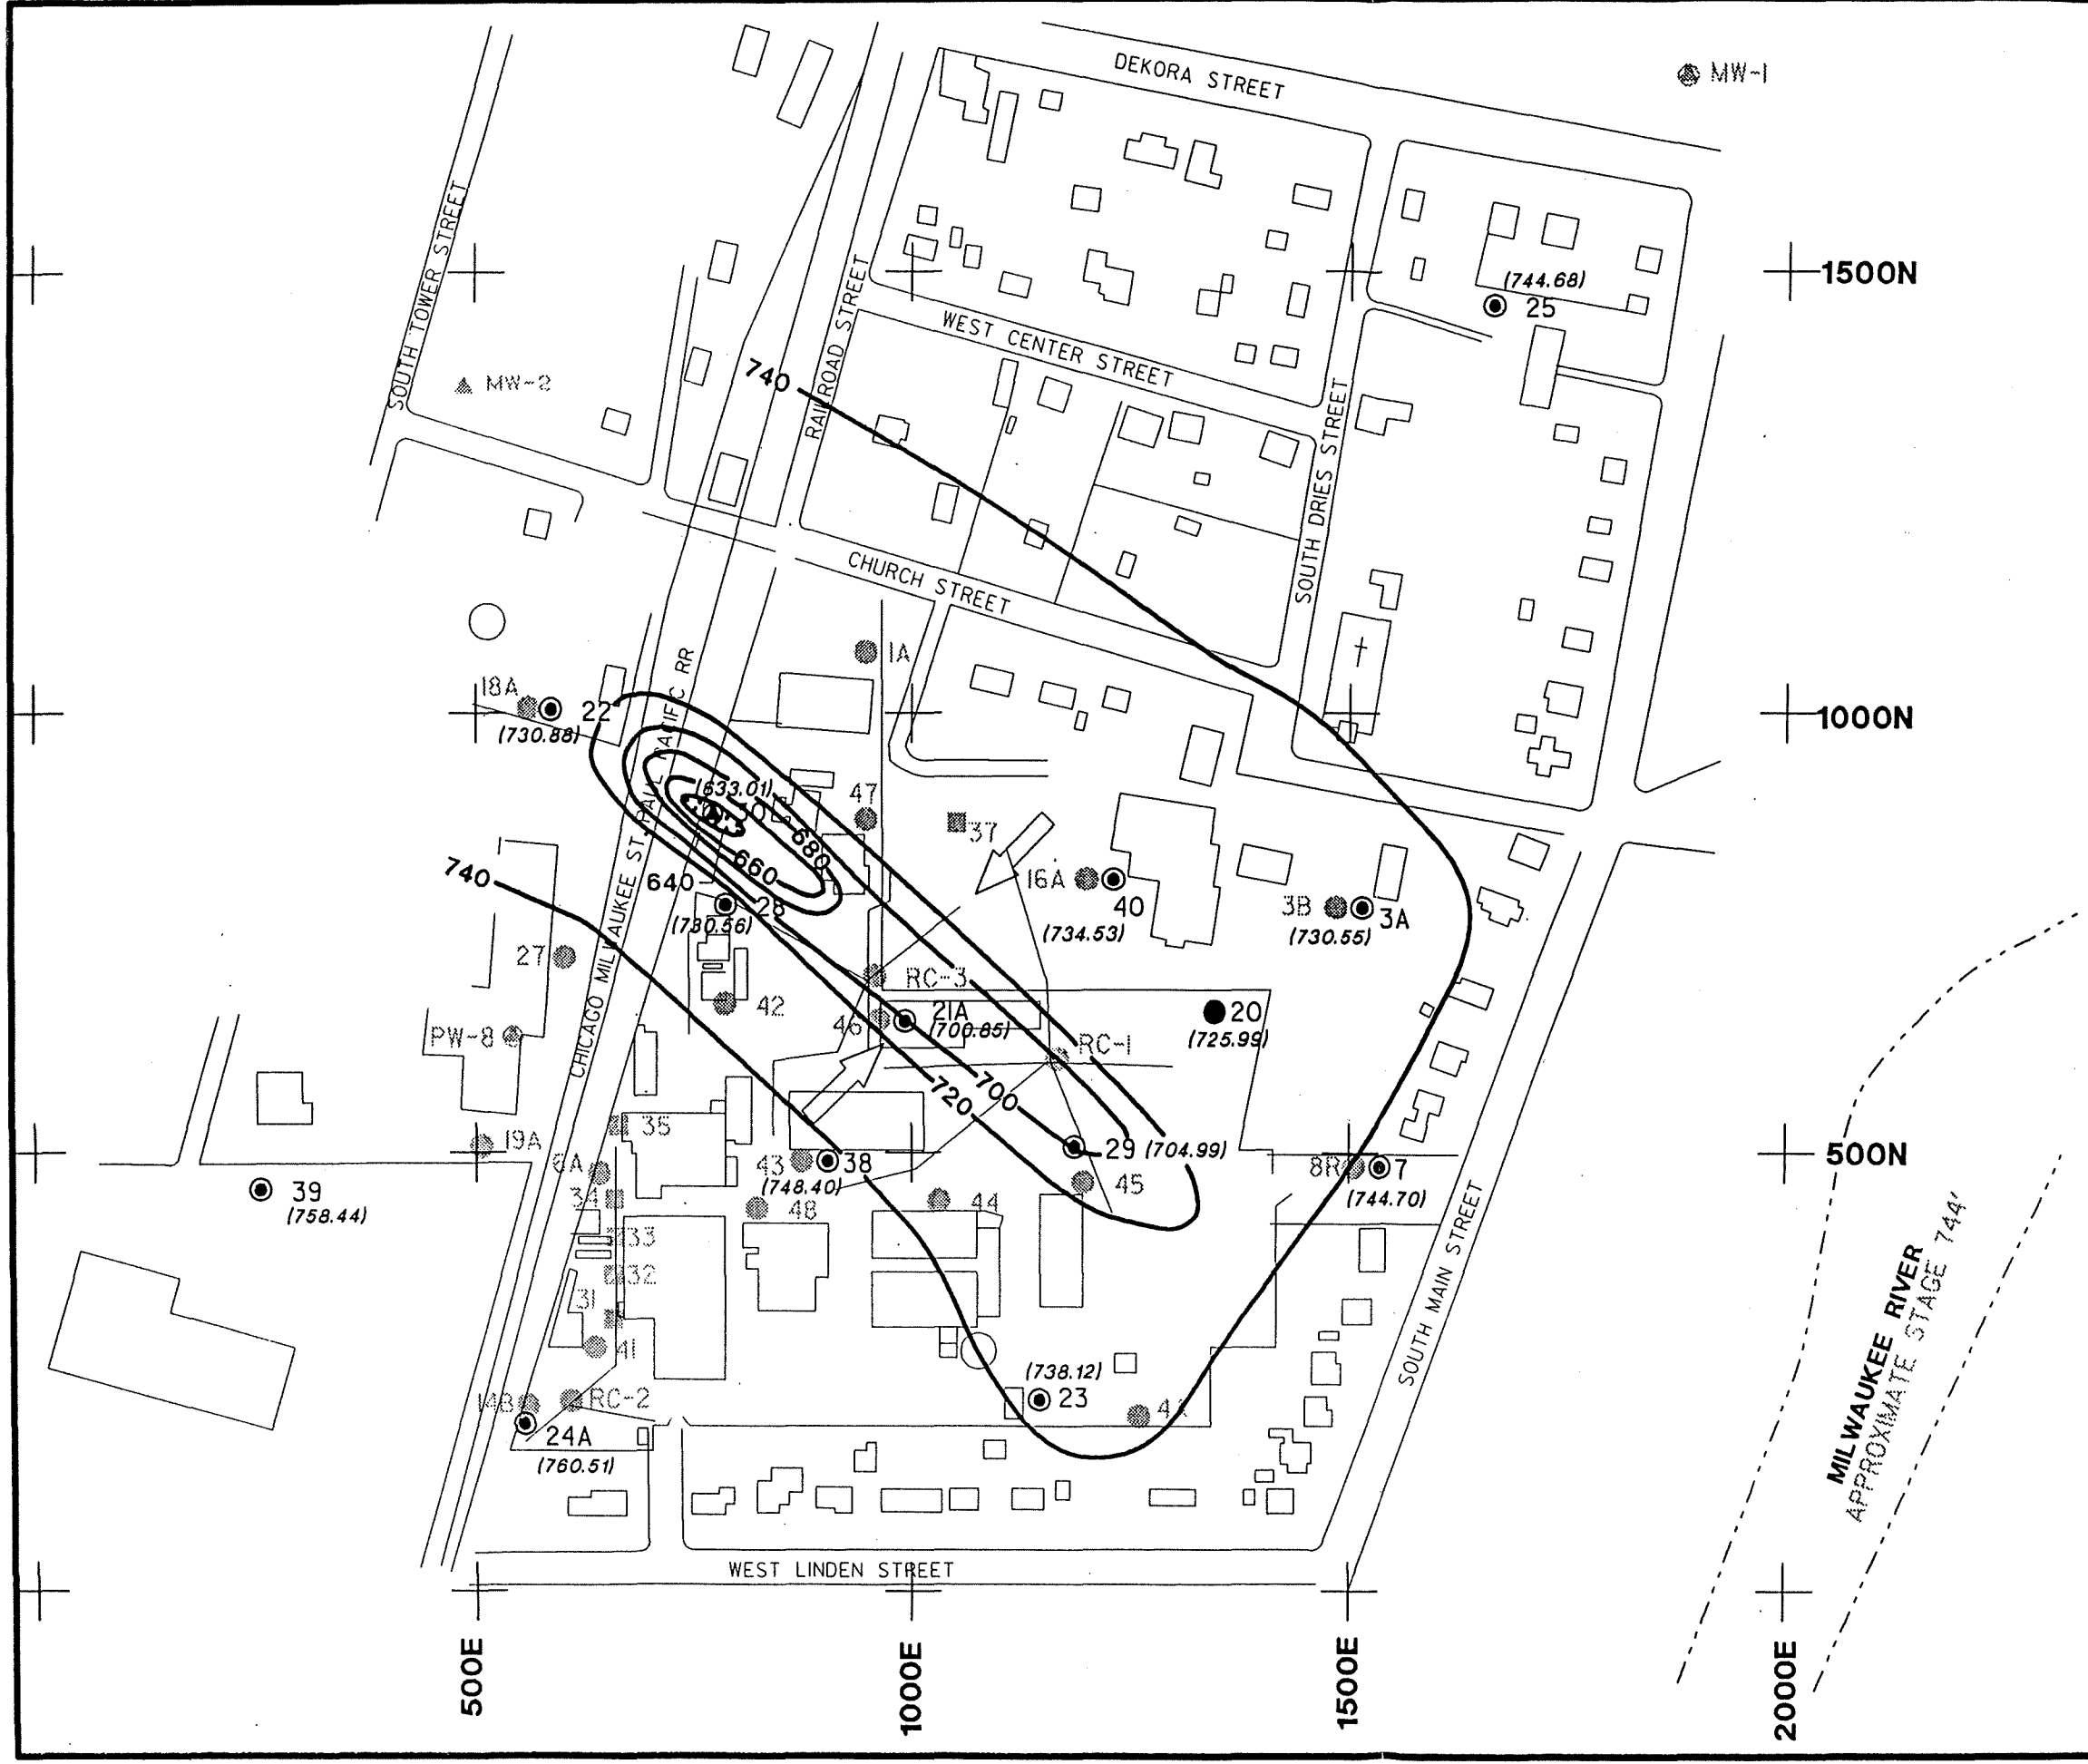 DEKORA STREET
MW-1
SOUTH TOWER STREET
(744.68)
25
1500N
RAILROAD STREET
WEST CENTER STREET
740
MW-2
SOUTH DRIES STREET
CHURCH STREET
1A
18A
22
(730.88)
1000N
CHICAGO MILWAUKEE ST. PAUL PACIFIC RR
(633.01)
47
37
680
660
640
740
28
(730.56)
16A
40
(734.53)
3B
3A
(730.55)
27
RC-3
42
46
21A
(700.85)
20
(725.99)
PW-8
RC-1
700
720
35
19A
6A
29 (704.99)
500N
43
38
(748.40)
45
8R
7
(744.70)
39
(758.44)
34
48
44
33
32
31
41
SOUTH MAIN STREET
MILWAUKEE RIVER
APPROXIMATE STAGE 744'
(738.12)
23
4A
14B
RC-2
24A
(760.51)
WEST LINDEN STREET
500E
1000E
1500E
2000E